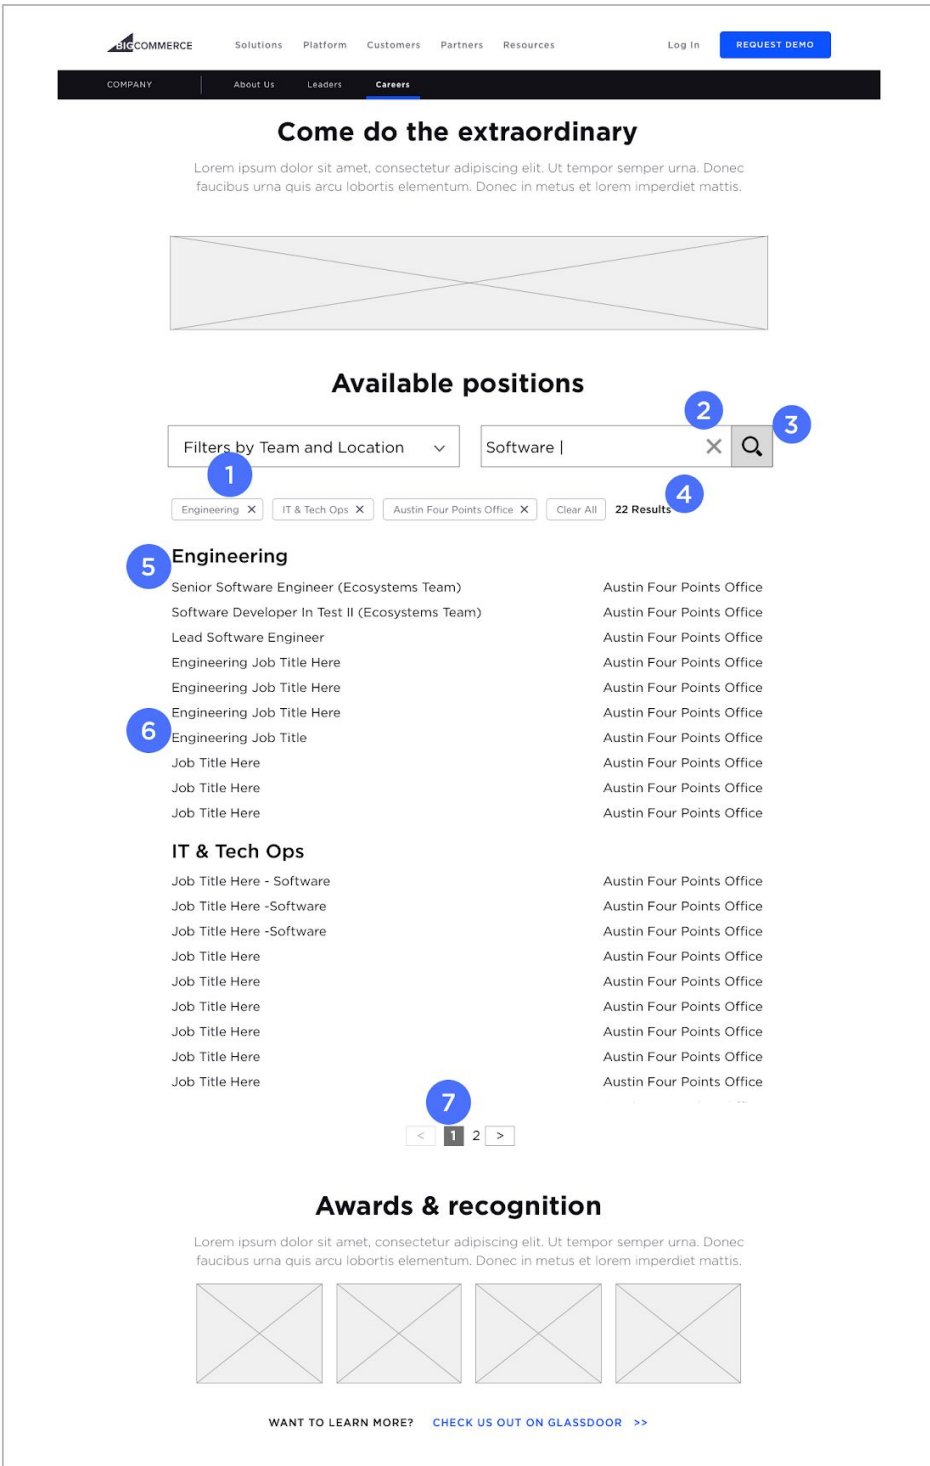 BIGCOMMERCE Solutions Platform Customers Partners Resources Log In REQUEST DEMO
COMPANY About Us Leaders Careers
Come do the extraordinary
Lorem ipsum dolor sit amet, consectetur adipiscing elit. Ut tempor semper urna. Donec
faucibus urna quis arcu lobortis elementum. Donec in metus et lorem imperdiet mattis.
Available positions
2
3
Filters by Team and Location Software |
1
4
Engineering X IT & Tech Ops X Austin Four Points Office X Clear All 22 Results
5
Engineering
Senior Software Engineer (Ecosystems Team) Austin Four Points Office
Software Developer In Test II (Ecosystems Team) Austin Four Points Office
Lead Software Engineer Austin Four Points Office
Engineering Job Title Here Austin Four Points Office
Engineering Job Title Here Austin Four Points Office
Engineering Job Title Here Austin Four Points Office
6
Engineering Job Title Austin Four Points Office
Job Title Here Austin Four Points Office
Job Title Here Austin Four Points Office
Job Title Here Austin Four Points Office
IT & Tech Ops
Job Title Here - Software Austin Four Points Office
Job Title Here -Software Austin Four Points Office
Job Title Here -Software Austin Four Points Office
Job Title Here Austin Four Points Office
Job Title Here Austin Four Points Office
Job Title Here Austin Four Points Office
Job Title Here Austin Four Points Office
Job Title Here Austin Four Points Office
Job Title Here Austin Four Points Office
7
< 1 2 >
Awards & recognition
Lorem ipsum dolor sit amet, consectetur adipiscing elit. Ut tempor semper urna. Donec
faucibus urna quis arcu lobortis elementum. Donec in metus et lorem imperdiet mattis.
WANT TO LEARN MORE? CHECK US OUT ON GLASSDOOR >>